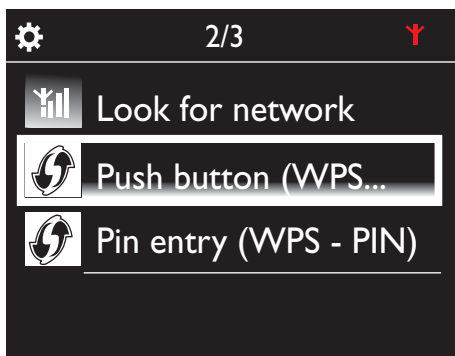 2/3
Look for network
Push button (WPS...
Pin entry (WPS - PIN)